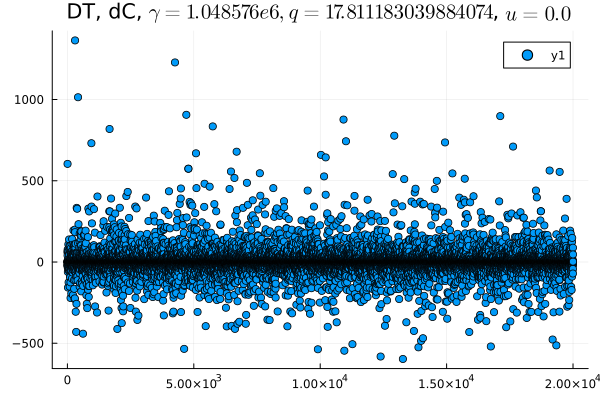 DT, dC, γ = 1.048576e6, q = 17.811183039884074, u = 0.0
y1
1000
500
0
−500
0 5.00×10³ 1.00×10⁴ 1.50×10⁴ 2.00×10⁴